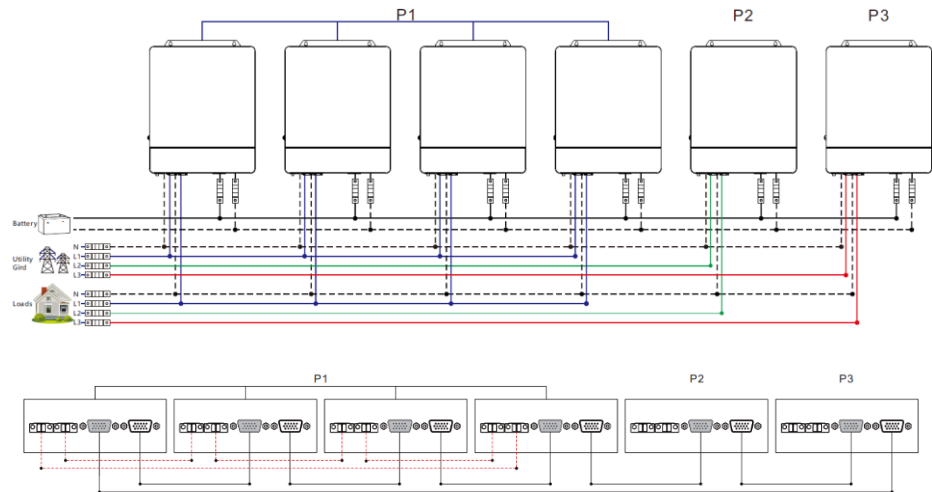 P1 P2 P3
Battery
N
Utility L1
Gird L2
L3
N
Loads L1
L2
L3
P1 P2 P3